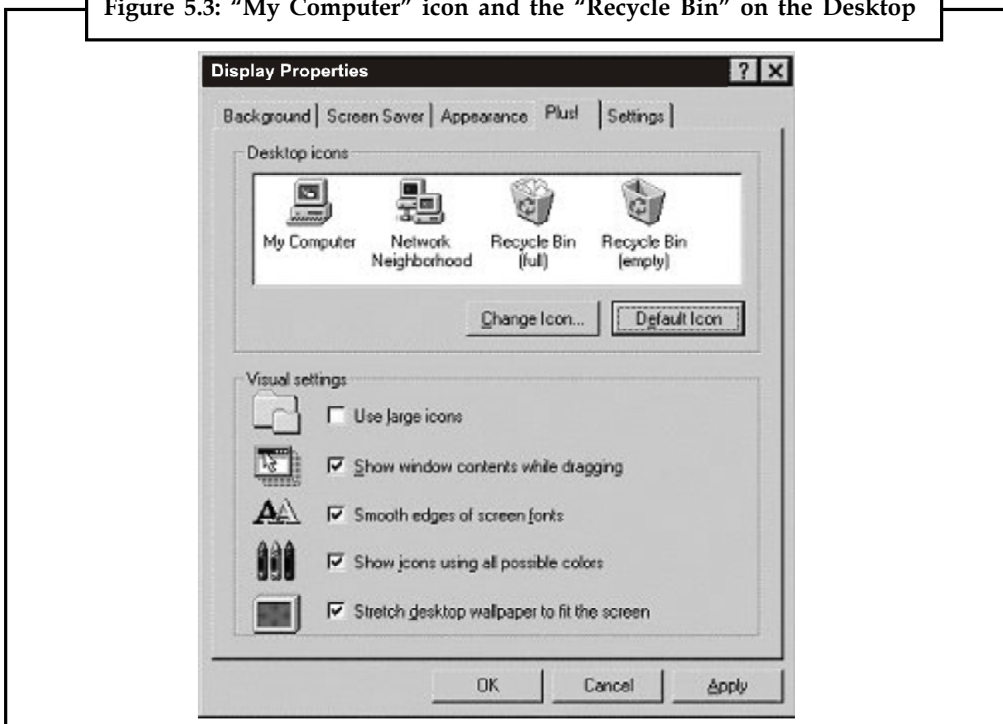 Figure 5.3: “My Computer” icon and the “Recycle Bin” on the Desktop
Display Properties
Background Screen Saver Appearance Plus! Settings
Desktop icons
My Computer
Network Neighborhood
Recycle Bin (full)
Recycle Bin (empty)
Change Icon... Default Icon
Visual settings
Use large icons
Show window contents while dragging
Smooth edges of screen fonts
Show icons using all possible colors
Stretch desktop wallpaper to fit the screen
OK Cancel Apply